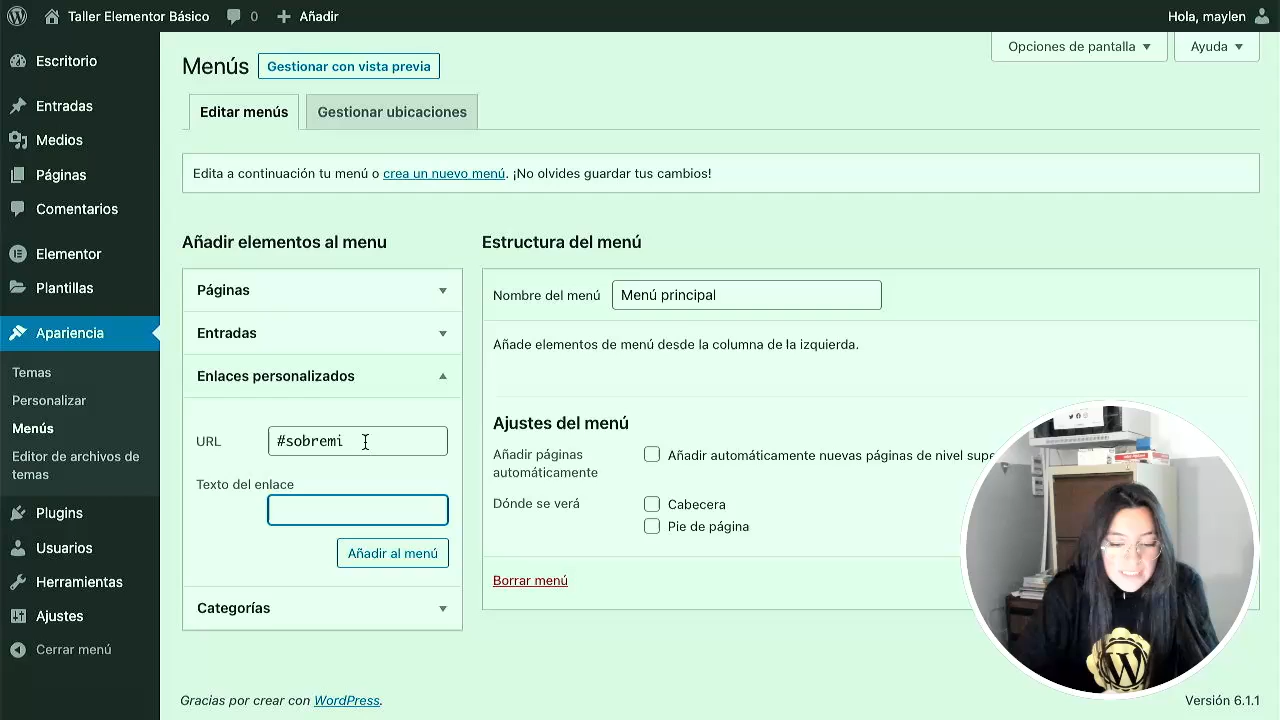 Taller Elementor Básico
0
Añadir
Hola, maylen
Escritorio
Entradas
Medios
Páginas
Comentarios
Elementor
Plantillas
Apariencia
Temas
Personalizar
Menús
Editor de archivos de
temas
Plugins
Usuarios
Herramientas
Ajustes
Cerrar menú
Opciones de pantalla
Ayuda
Menús
Gestionar con vista previa
Editar menús
Gestionar ubicaciones
Edita a continuación tu menú o crea un nuevo menú. ¡No olvides guardar tus cambios!
Añadir elementos al menu
Páginas
Entradas
Enlaces personalizados
URL
#sobremi
Texto del enlace
Añadir al menú
Categorías
Estructura del menú
Nombre del menú
Menú principal
Añade elementos de menú desde la columna de la izquierda.
Ajustes del menú
Añadir páginas
automáticamente
Añadir automáticamente nuevas páginas de nivel supe
Dónde se verá
Cabecera
Pie de página
Borrar menú
Gracias por crear con WordPress.
Versión 6.1.1